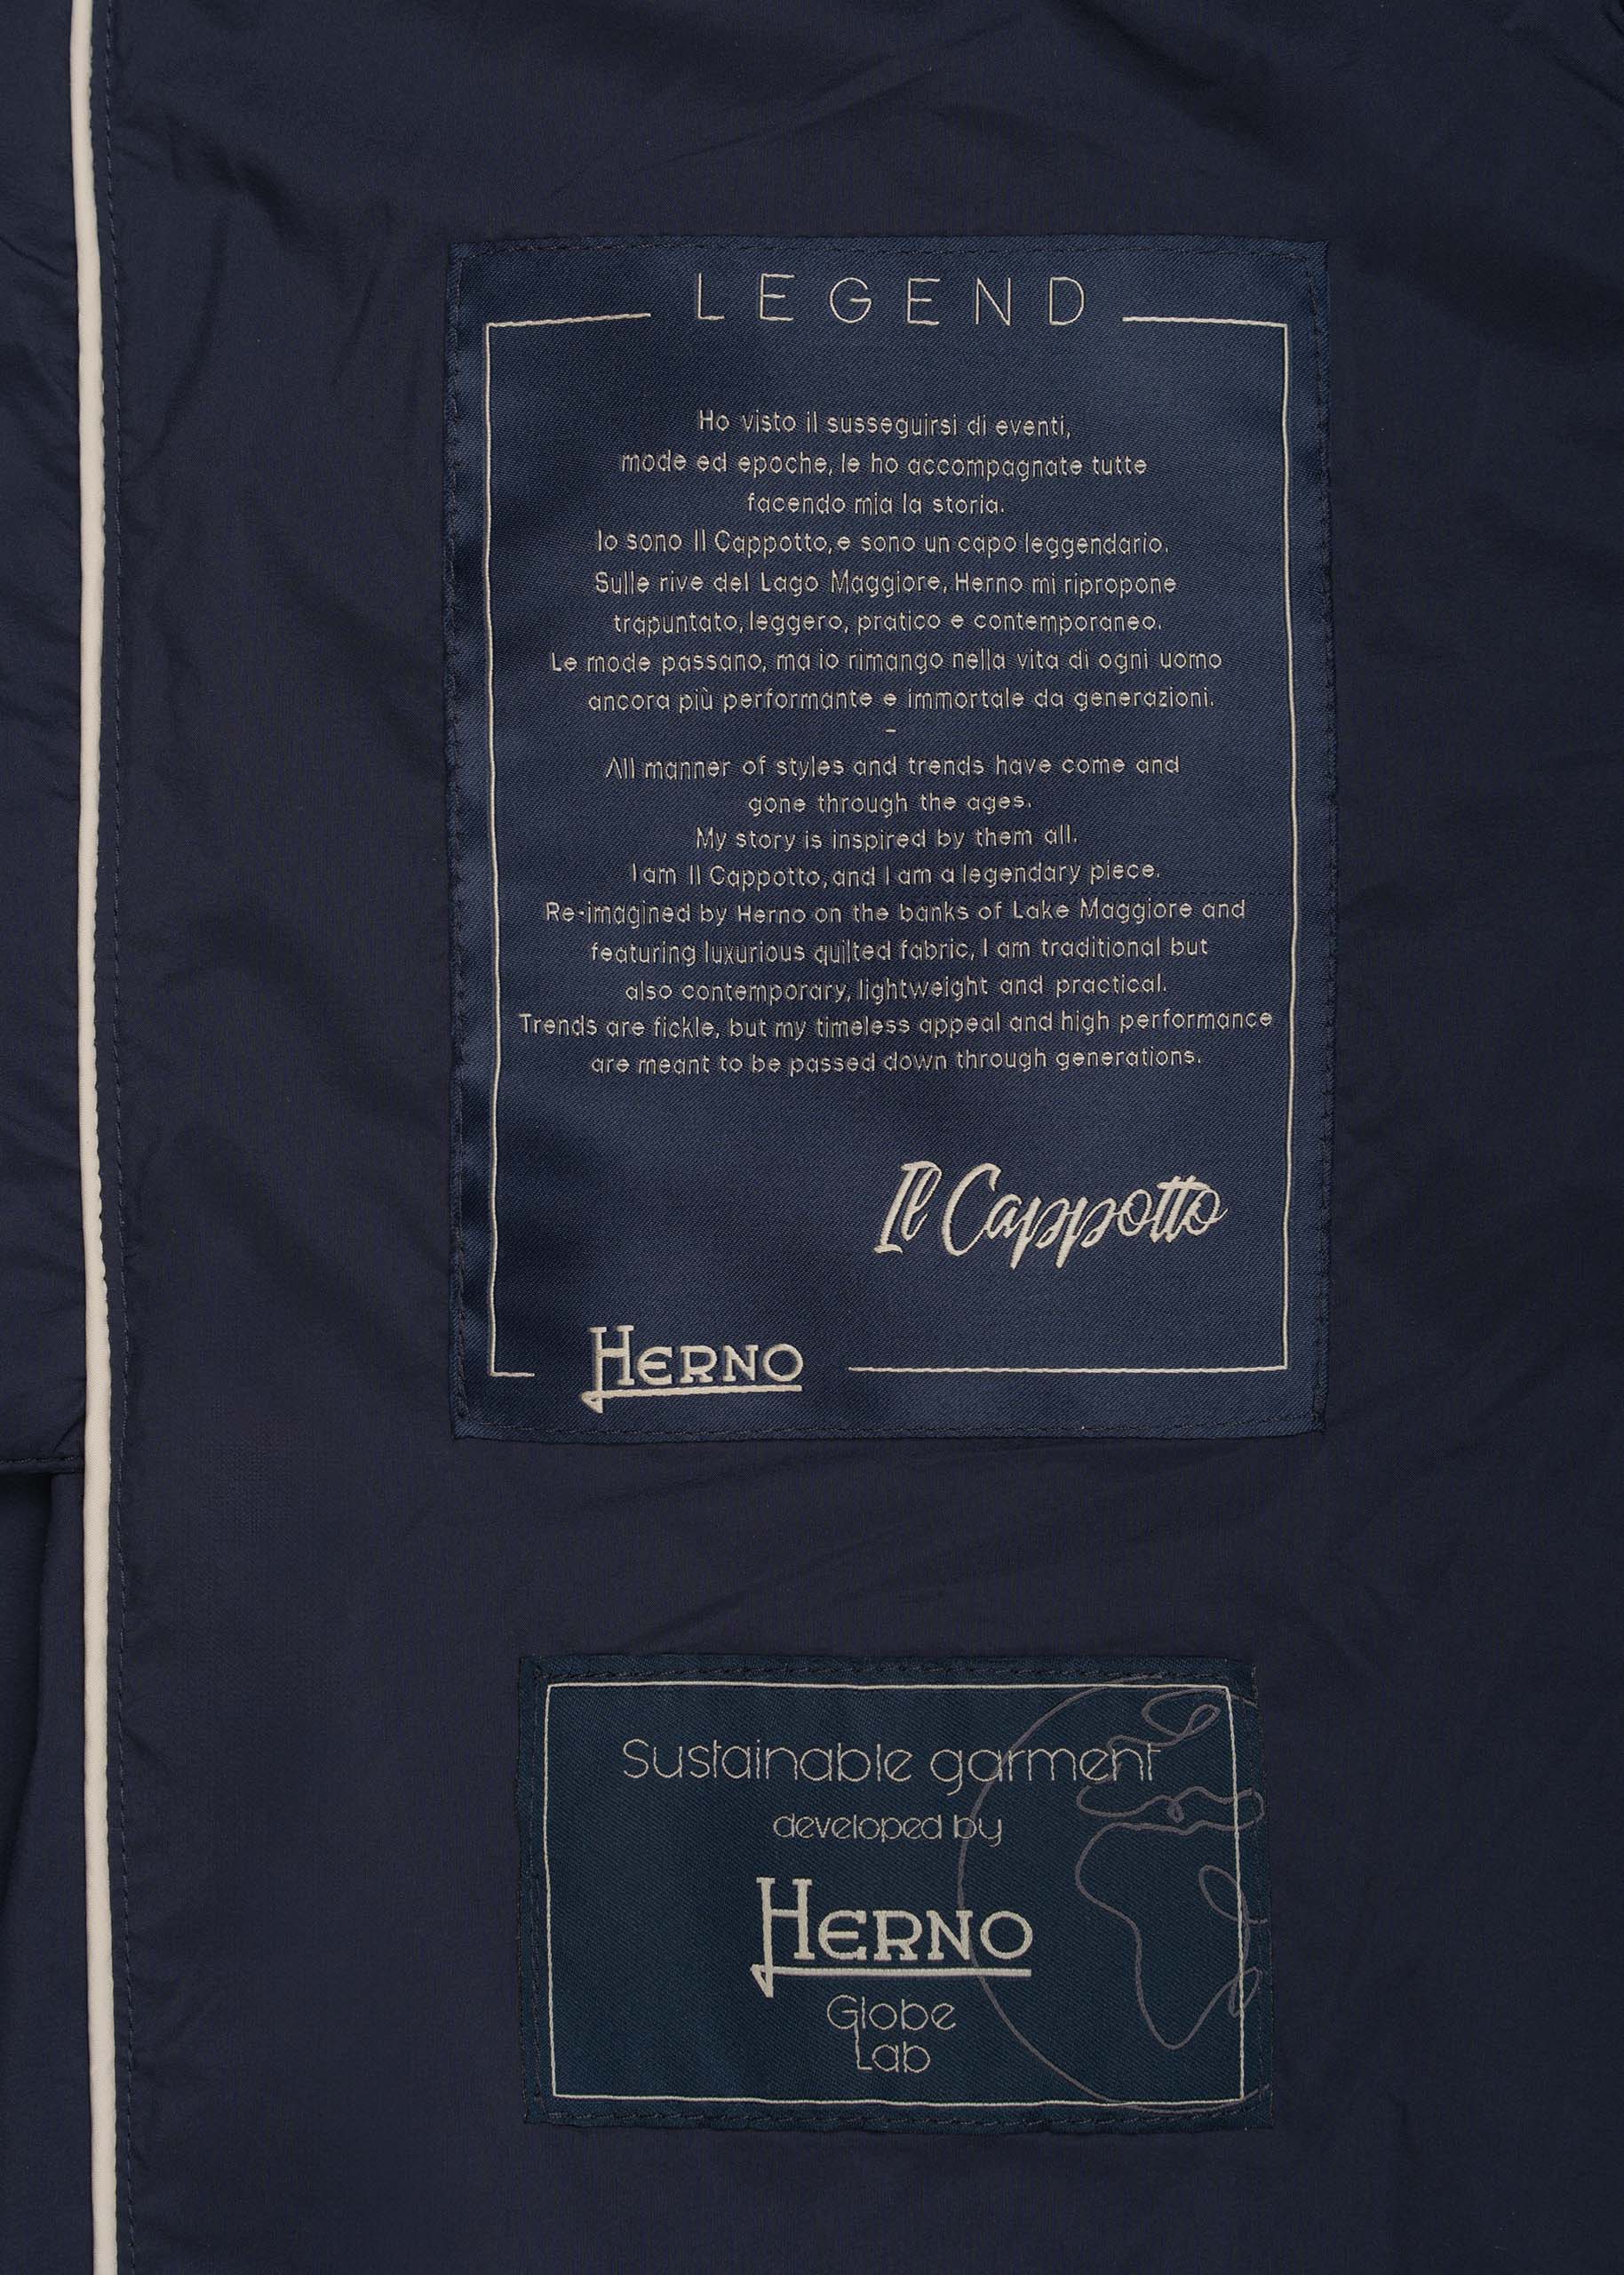 LEGEND
Ho visto il susseguirsi di eventi,
mode ed epoche, le ho accompagnate tutte
facendo mia la storia.
Io sono Il Cappotto, e sono un capo leggendario.
Sulle rive del Lago Maggiore, Herno mi ripropone
trapuntato, leggero, pratico e contemporaneo.
Le mode passano, ma io rimango nella vita di ogni uomo
ancora più performante e immortale da generazioni.
-
All manner of styles and trends have come and
gone through the ages.
My story is inspired by them all.
I am Il Cappotto, and I am a legendary piece.
Re-imagined by Herno on the banks of Lake Maggiore and
featuring luxurious quilted fabric, I am traditional but
also contemporary, lightweight and practical.
Trends are fickle, but my timeless appeal and high performance
are meant to be passed down through generations.
Il Cappotto
HERNO
Sustainable garment
developed by
HERNO
Globe
Lab